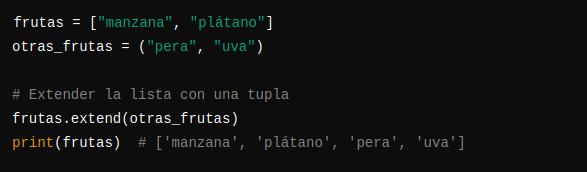 frutas = ["manzana", "plátano"]
otras_frutas = ("pera", "uva")
# Extender la lista con una tupla
frutas.extend(otras_frutas)
print(frutas)  # ['manzana', 'plátano', 'pera', 'uva']